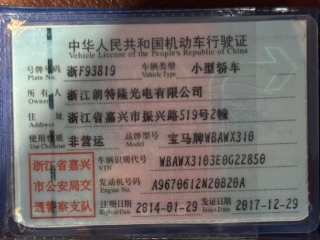 中华人民共和国机动车行驶证
Vehicle License of the People's Republic of China
号牌号码 浙F93819 车辆类型 小型轿车
Plate No. Vehicle Type
所有人 浙江朗特隆光电有限公司
Owner
住址 浙江省嘉兴市振兴路519号2幢
Address
使用性质 非营运 品牌型号 宝马牌WBAWX310
Use Character Model
车辆识别代号 WBAWX3103E0G22850
VIN
发动机号码 A9670612N20B20A
Engine No.
注册日期 2014-01-29 发证日期 2017-12-29
Register Date Issue Date
浙江省嘉兴
市公安局交
通警察支队